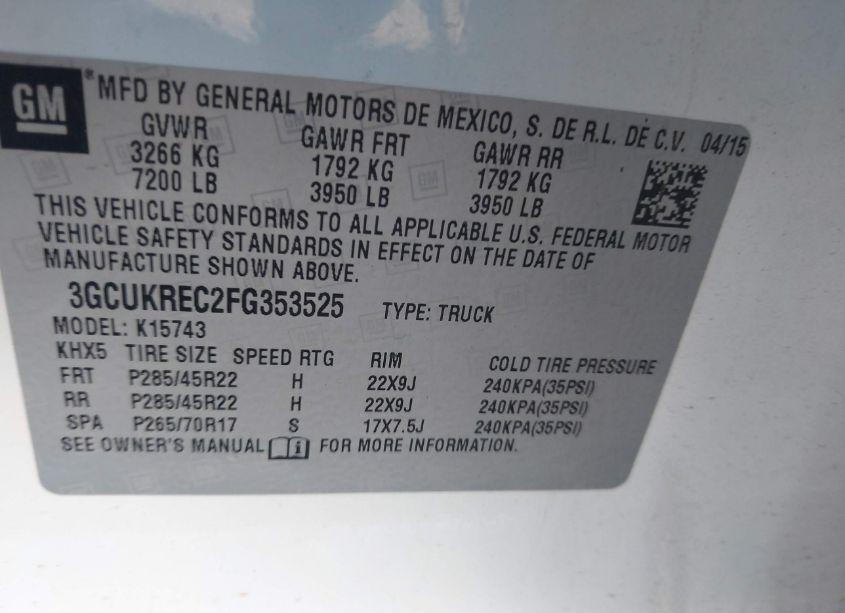 GM ® MFD BY GENERAL MOTORS DE MEXICO, S. DE R.L. DE C.V. 04/15
GVWR GAWR FRT GAWR RR
3266 KG 1792 KG 1792 KG
7200 LB 3950 LB 3950 LB
THIS VEHICLE CONFORMS TO ALL APPLICABLE U.S. FEDERAL MOTOR
VEHICLE SAFETY STANDARDS IN EFFECT ON THE DATE OF
MANUFACTURE SHOWN ABOVE.
3GCUKREC2FG353525 TYPE: TRUCK
MODEL: K15743
KHX5 TIRE SIZE SPEED RTG RIM COLD TIRE PRESSURE
FRT P285/45R22 H 22X9J 240KPA(35PSI)
RR P285/45R22 H 22X9J 240KPA(35PSI)
SPA P265/70R17 S 17X7.5J 240KPA(35PSI)
SEE OWNER'S MANUAL FOR MORE INFORMATION.